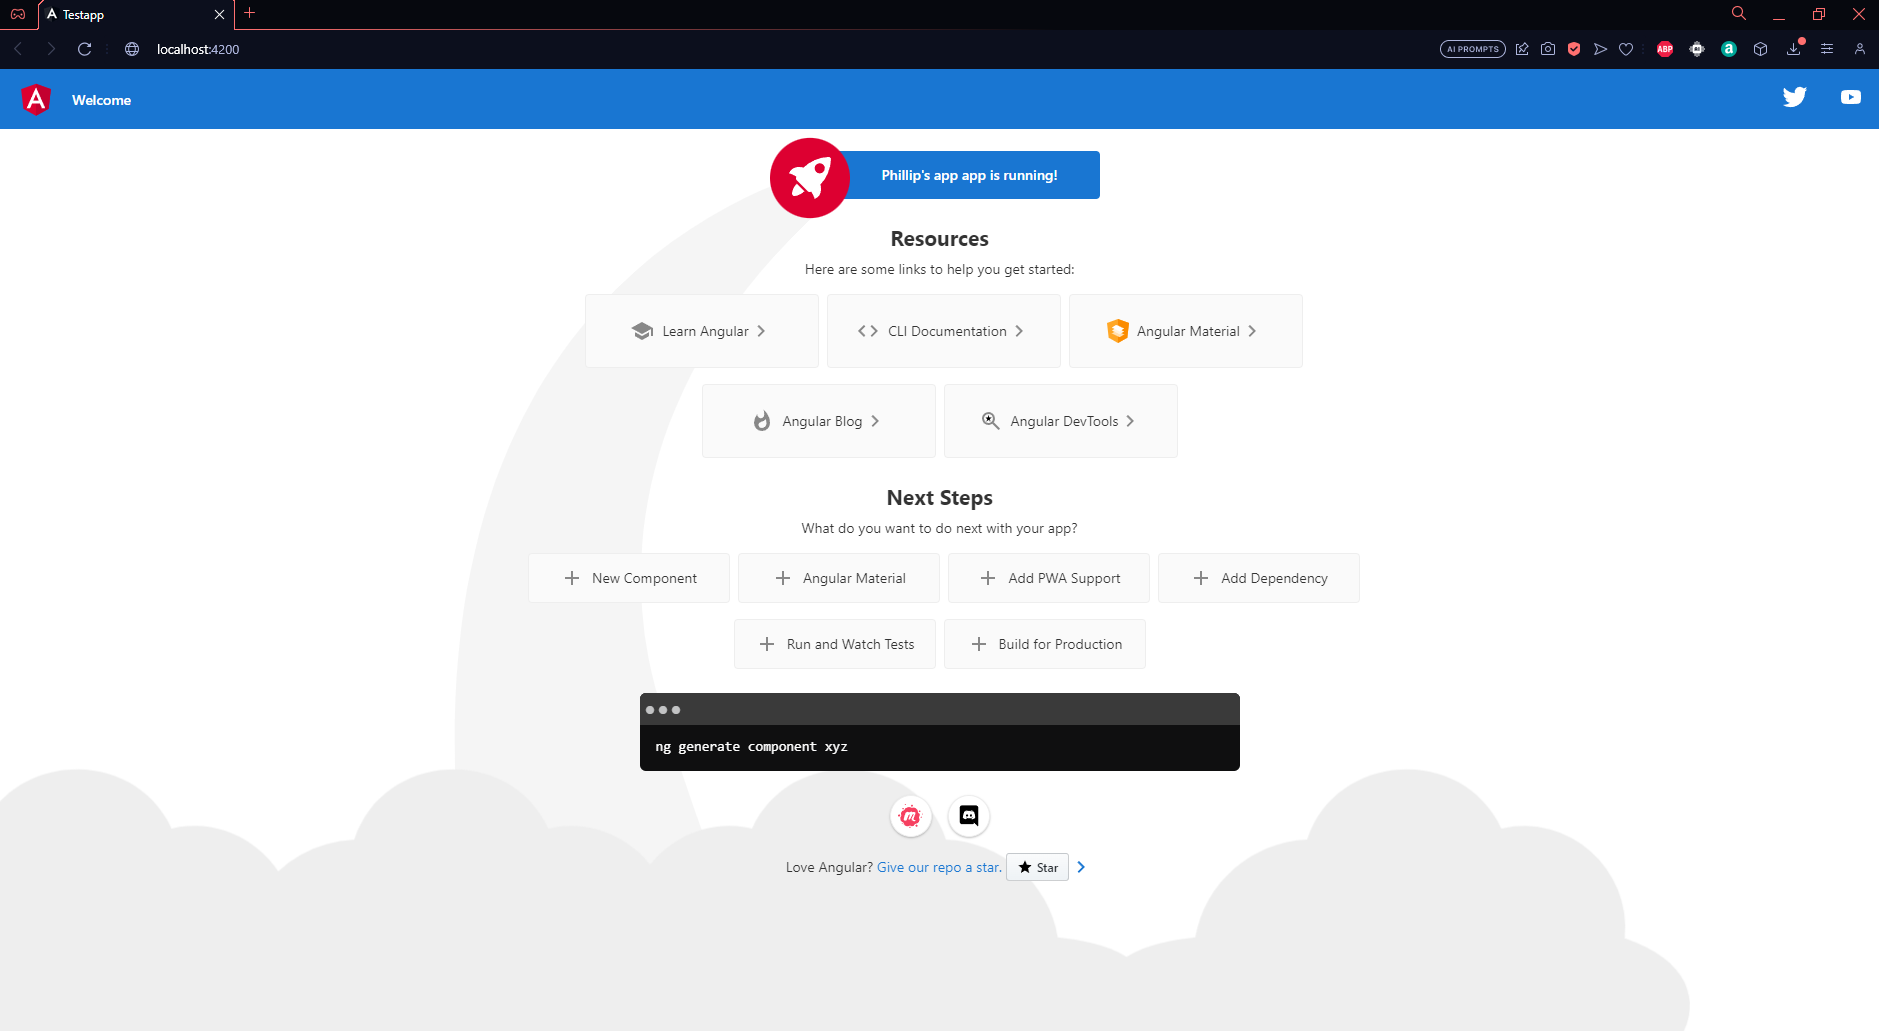 Testapp
localhost:4200
AI PROMPTS
ABP
a
A
Welcome
Phillip's app app is running!
Resources
Here are some links to help you get started:
Learn Angular
CLI Documentation
Angular Material
Angular Blog
Angular DevTools
Next Steps
What do you want to do next with your app?
New Component
Angular Material
Add PWA Support
Add Dependency
Run and Watch Tests
Build for Production
ng generate component xyz
m
Love Angular? Give our repo a star. Star